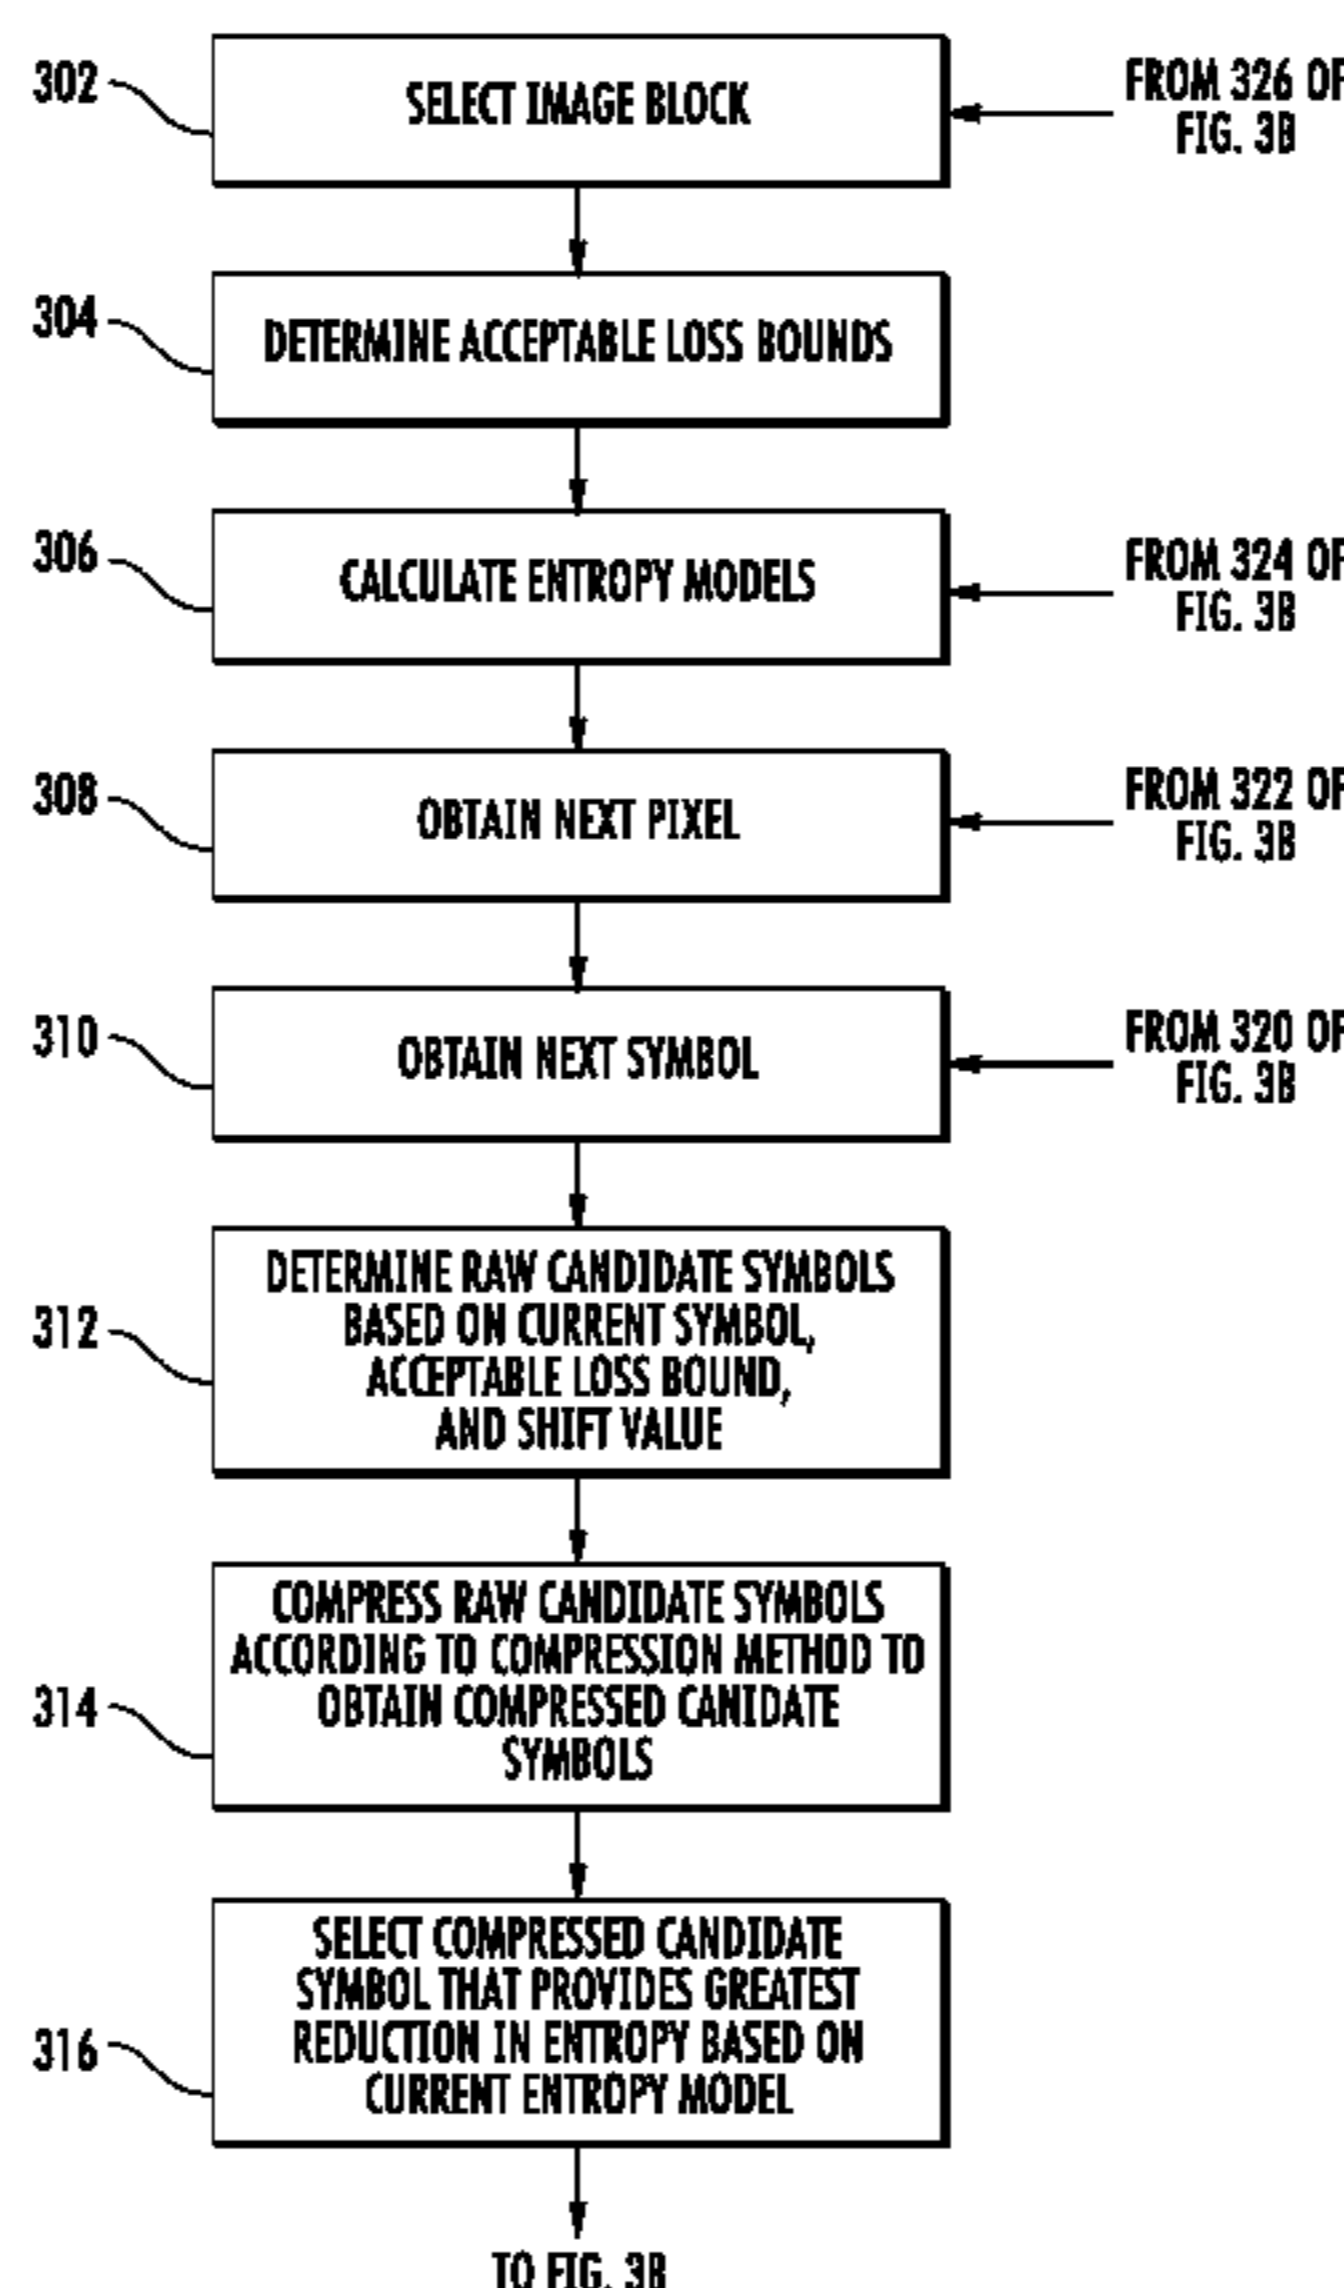 302
SELECT IMAGE BLOCK
FROM 326 OF
FIG. 3B
304
DETERMINE ACCEPTABLE LOSS BOUNDS
306
CALCULATE ENTROPY MODELS
FROM 324 OF
FIG. 3B
308
OBTAIN NEXT PIXEL
FROM 322 OF
FIG. 3B
310
OBTAIN NEXT SYMBOL
FROM 320 OF
FIG. 3B
312
DETERMINE RAW CANDIDATE SYMBOLS
BASED ON CURRENT SYMBOL,
ACCEPTABLE LOSS BOUND,
AND SHIFT VALUE
314
COMPRESS RAW CANDIDATE SYMBOLS
ACCORDING TO COMPRESSION METHOD TO
OBTAIN COMPRESSED CANIDATE
SYMBOLS
316
SELECT COMPRESSED CANDIDATE
SYMBOL THAT PROVIDES GREATEST
REDUCTION IN ENTROPY BASED ON
CURRENT ENTROPY MODEL
TO FIG. 3B